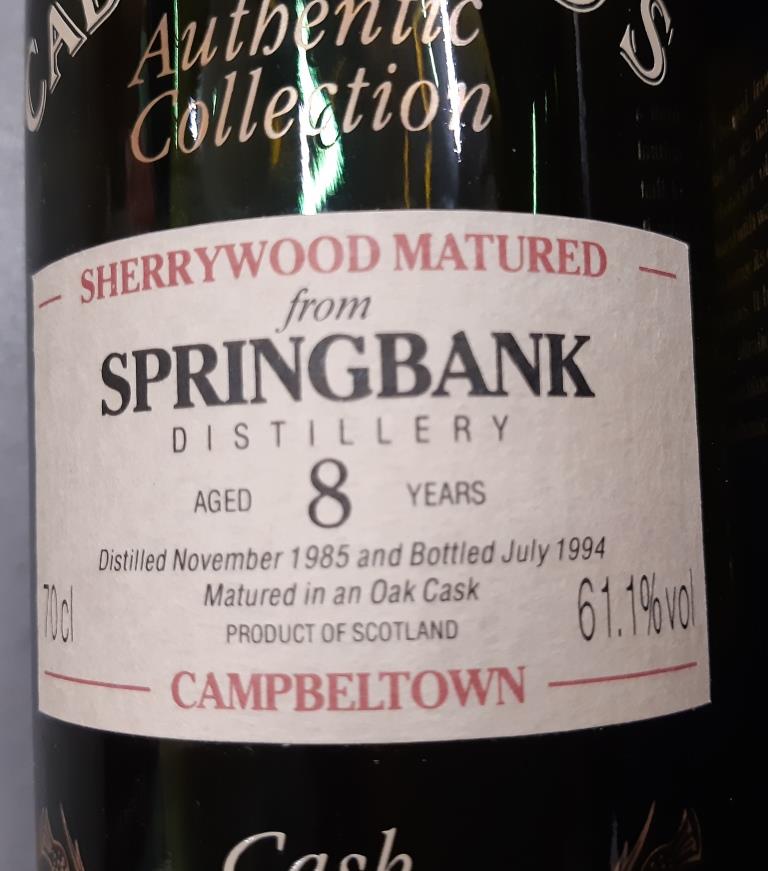 Authentic
Collection
SHERRYWOOD MATURED
from
SPRINGBANK
DISTILLERY
AGED 8 YEARS
Distilled November 1985 and Bottled July 1994
Matured in an Oak Cask
70cl 61.1%vol
PRODUCT OF SCOTLAND
CAMPBELTOWN
Cask